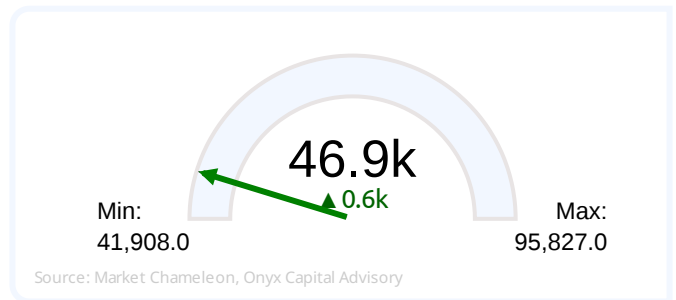 46.9k
▲ 0.6k
Min:
41,908.0
Max:
95,827.0
Source: Market Chameleon, Onyx Capital Advisory